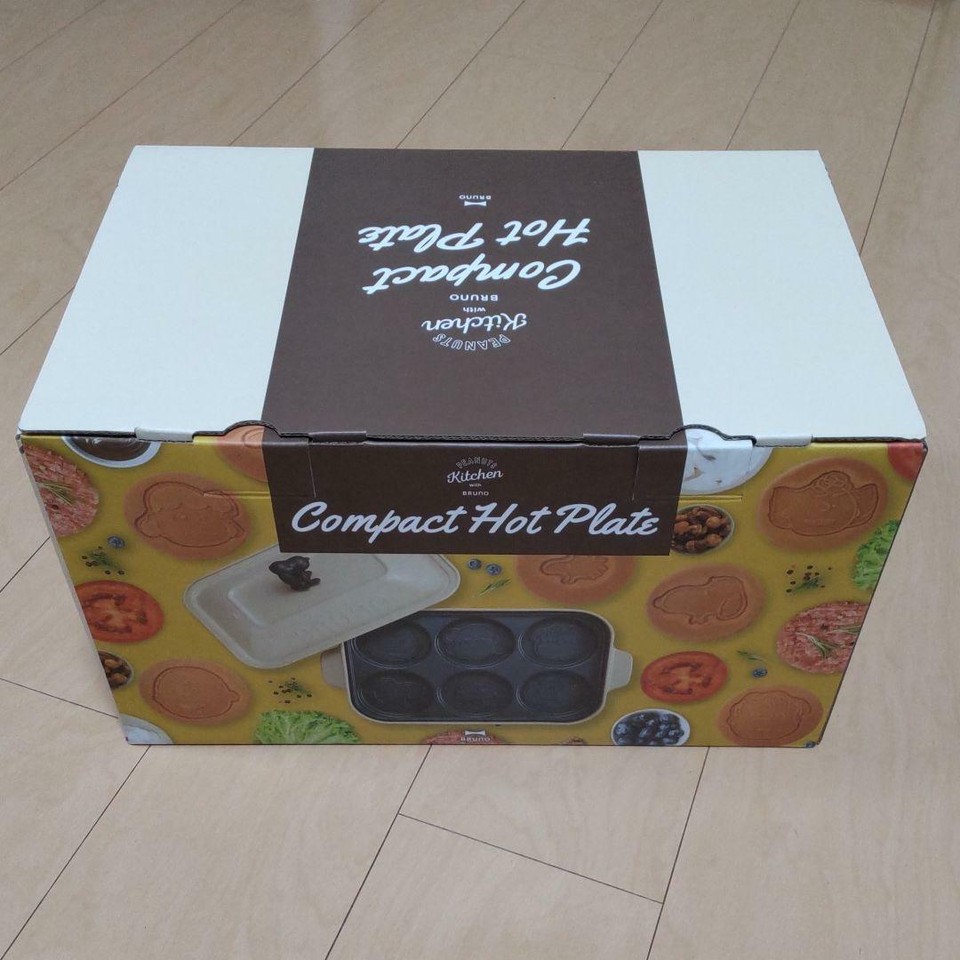 BRUNO
Compact
Hot Plate
PEANUTS
Kitchen
with
BRUNO
PEANUTS
Kitchen
with
BRUNO
Compact Hot Plate
BRUNO